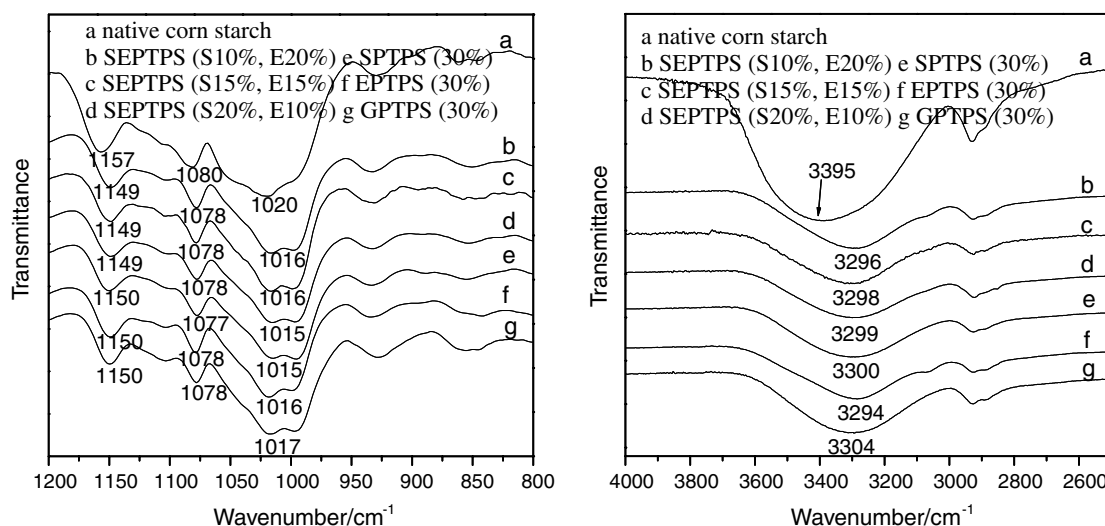 a native corn starch
b SEPTPS (S10%, E20%) e SPTPS (30%)
c SEPTPS (S15%, E15%) f EPTPS (30%)
d SEPTPS (S20%, E10%) g GPTPS (30%)
a
b
c
d
e
f
g
1157
1080
1020
1149
1078
1016
1149
1078
1016
1149
1078
1015
1150
1077
1015
1150
1078
1016
1150
1078
1017
Transmittance
1200 1150 1100 1050 1000 950 900 850 800
Wavenumber/cm-1
a native corn starch
b SEPTPS (S10%, E20%) e SPTPS (30%)
c SEPTPS (S15%, E15%) f EPTPS (30%)
d SEPTPS (S20%, E10%) g GPTPS (30%)
a
b
c
d
e
f
g
3395
3296
3298
3299
3300
3294
3304
Transmittance
4000 3800 3600 3400 3200 3000 2800 2600
Wavenumber/cm-1